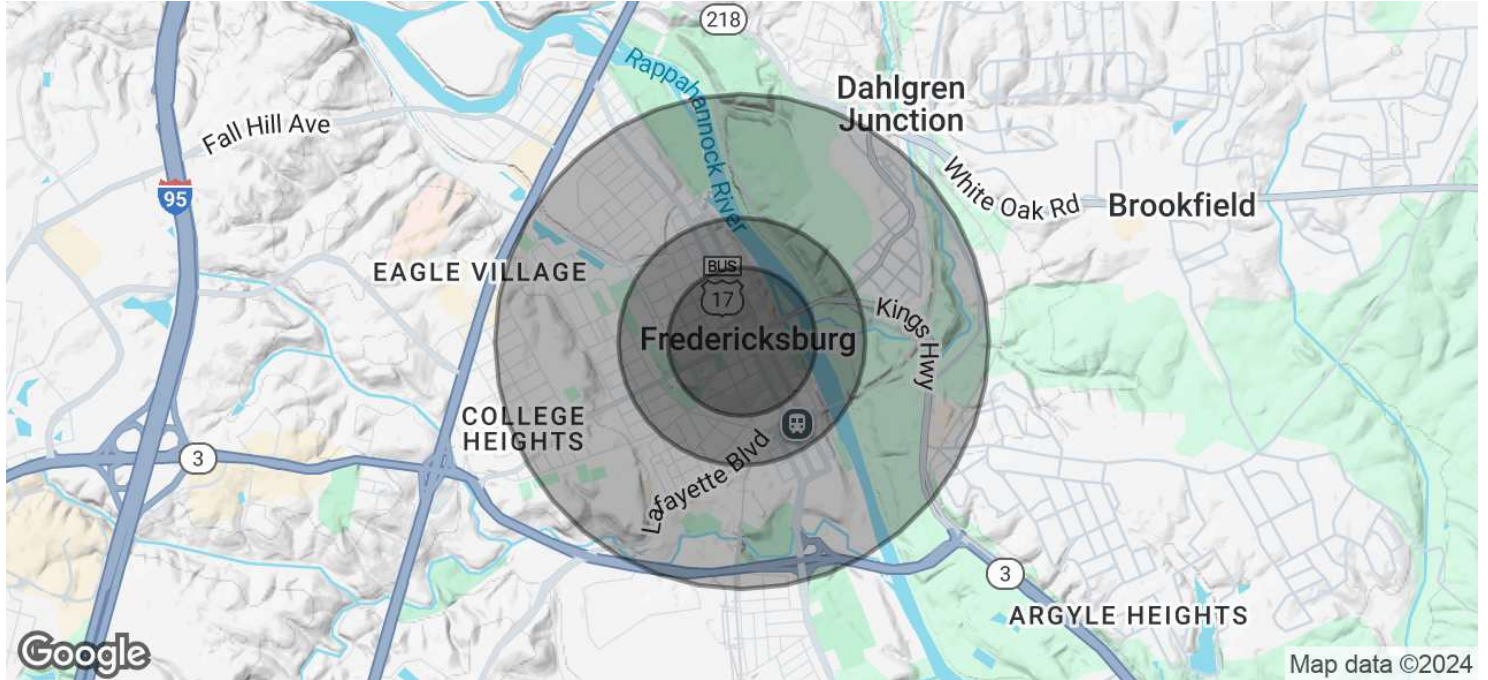 218
Rappahannock River
Dahlgren
Junction
Fall Hill Ave
95
White Oak Rd
Brookfield
EAGLE VILLAGE
BUS
17
Kings Hwy
Fredericksburg
COLLEGE
HEIGHTS
3
Lafayette Blvd
3
ARGYLE HEIGHTS
Google
Map data ©2024